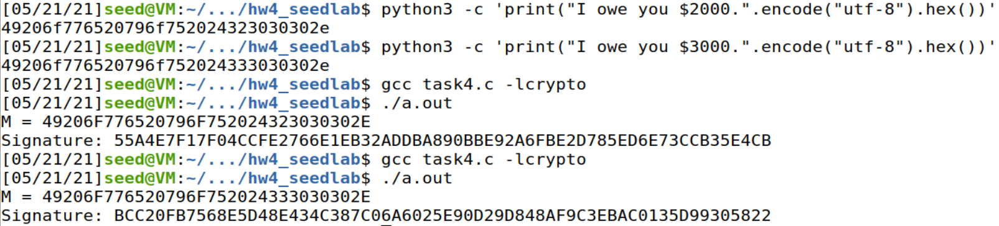 [05/21/21]seed@VM:~/.../hw4_seedlab$ python3 -c 'print("I owe you $2000.".encode("utf-8").hex())'
49206f776520796f752024323030302e
[05/21/21]seed@VM:~/.../hw4_seedlab$ python3 -c 'print("I owe you $3000.".encode("utf-8").hex())'
49206f776520796f752024333030302e
[05/21/21]seed@VM:~/.../hw4_seedlab$ gcc task4.c -lcrypto
[05/21/21]seed@VM:~/.../hw4_seedlab$ ./a.out
M = 49206F776520796F752024323030302E
Signature: 55A4E7F17F04CCFE2766E1EB32ADDBA890BBE92A6FBE2D785ED6E73CCB35E4CB
[05/21/21]seed@VM:~/.../hw4_seedlab$ gcc task4.c -lcrypto
[05/21/21]seed@VM:~/.../hw4_seedlab$ ./a.out
M = 49206F776520796F752024333030302E
Signature: BCC20FB7568E5D48E434C387C06A6025E90D29D848AF9C3EBAC0135D99305822